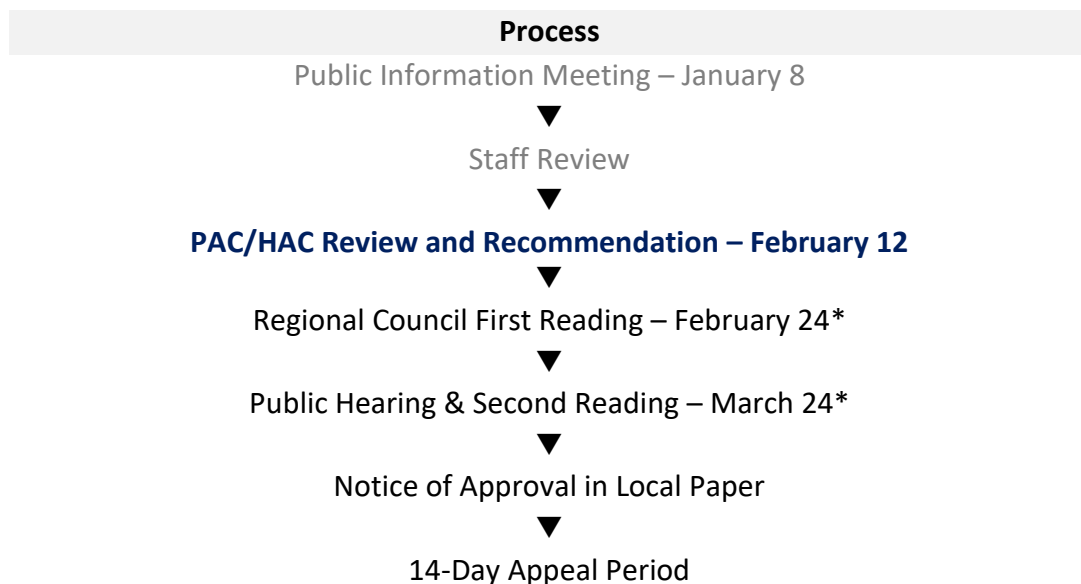 Process
Public Information Meeting – January 8
Staff Review
PAC/HAC Review and Recommendation – February 12
Regional Council First Reading – February 24*
Public Hearing & Second Reading – March 24*
Notice of Approval in Local Paper
14-Day Appeal Period